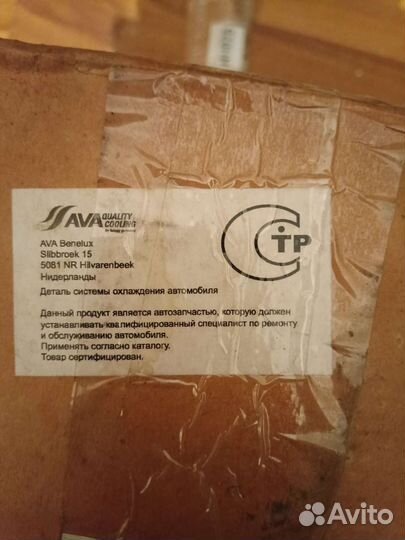 AVA QUALITY
COOLING
AVA Benelux
Slibbroek 15
5081 NR Hilvarenbeek
Нидерланды
Деталь системы охлаждения автомобиля
Данный продукт является автозапчастью, которую должен
устанавливать квалифицированный специалист по ремонту
и обслуживанию автомобиля.
Применять согласно каталогу.
Товар сертифицирован.
СТР
Avito